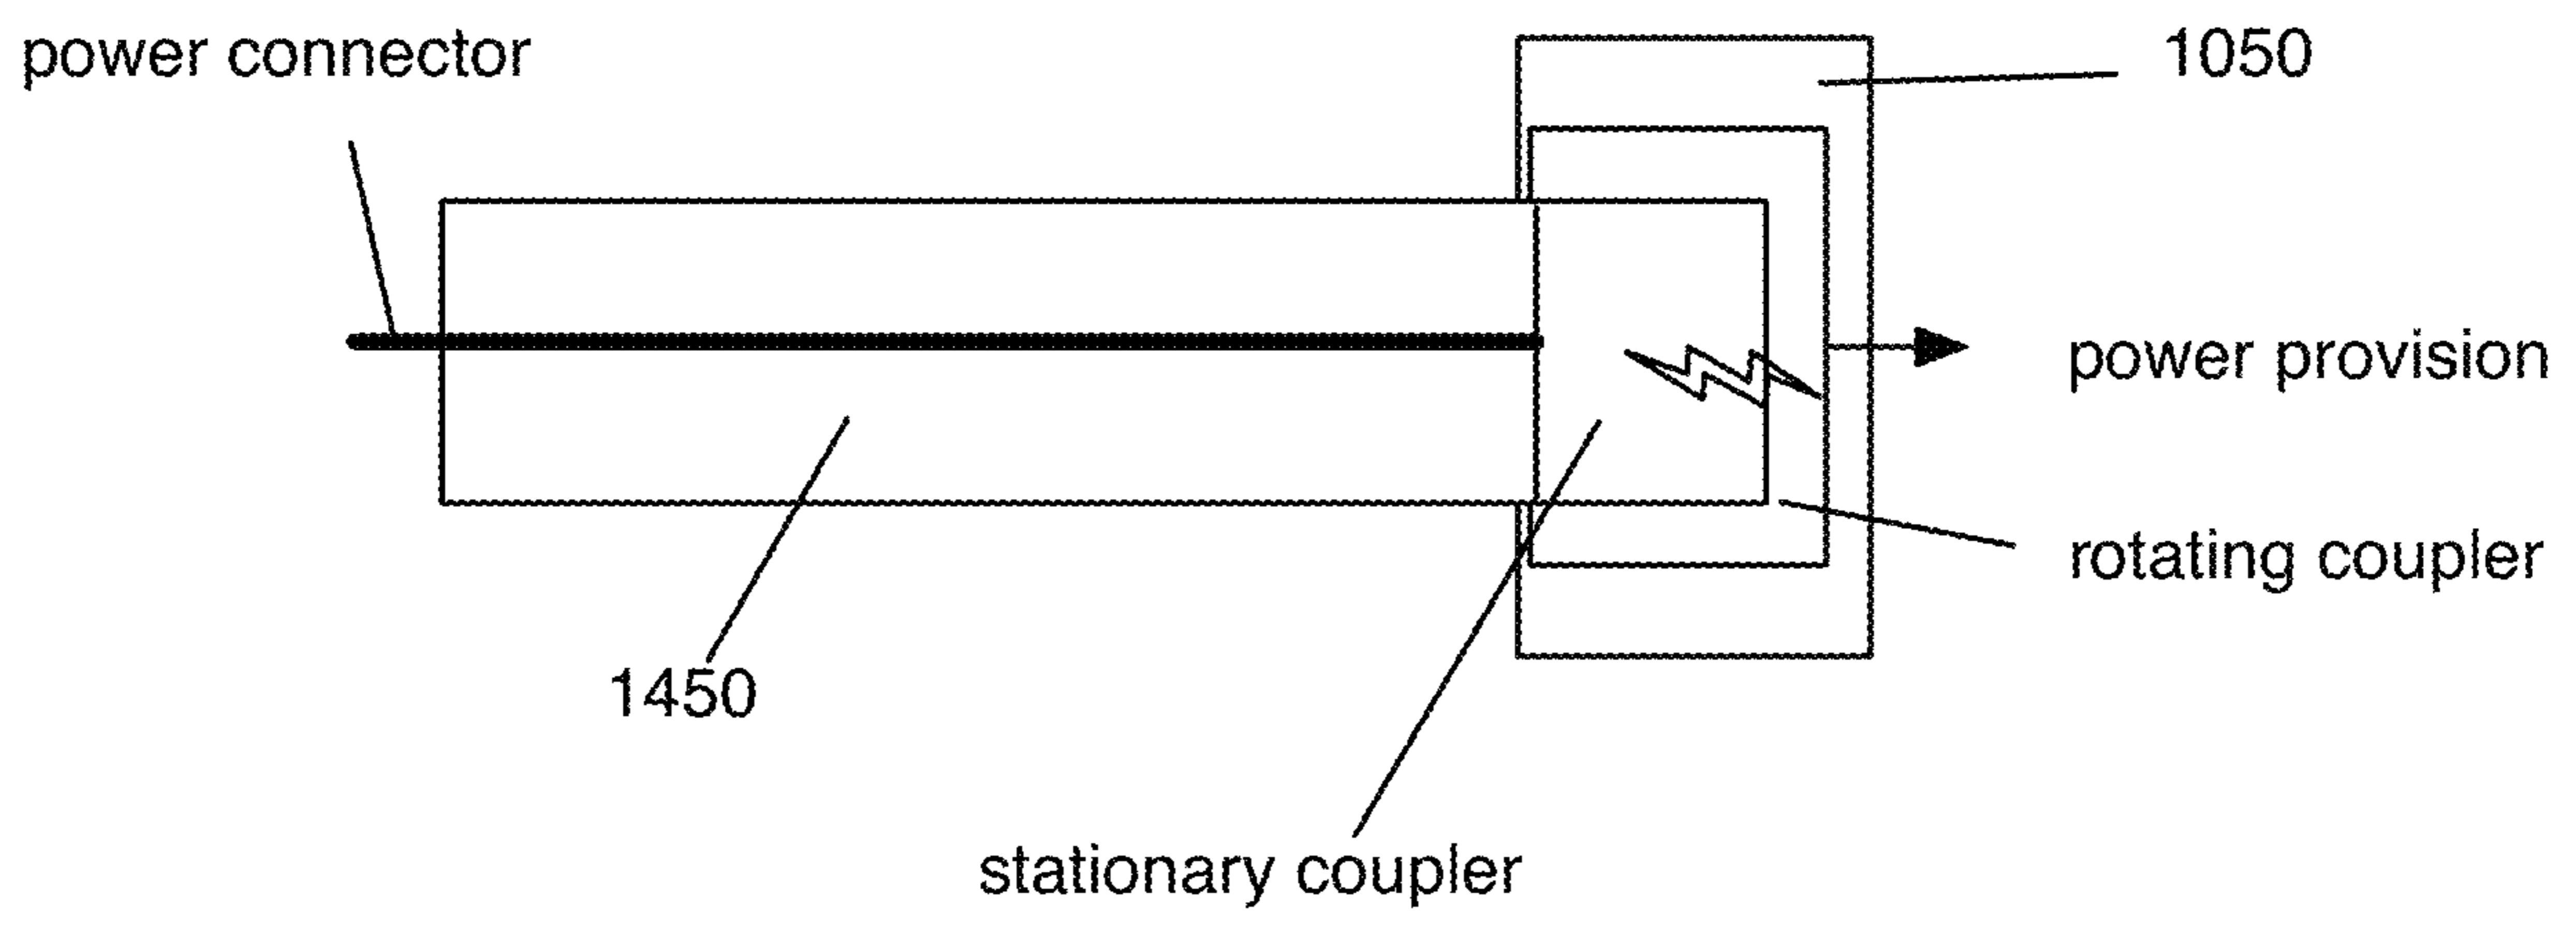 power connector
1050
power provision
rotating coupler
1450
stationary coupler